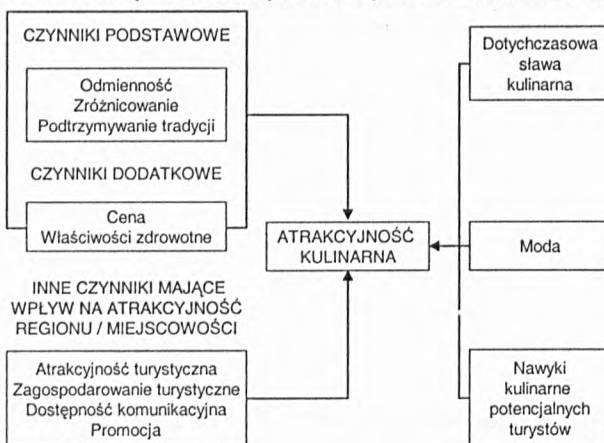 CZYNNIKI PODSTAWOWE
Odmienność
Zróżnicowanie
Podtrzymywanie tradycji
CZYNNIKI DODATKOWE
Cena
Właściwości zdrowotne
INNE CZYNNIKI MAJĄCE
WPŁYW NA ATRAKCYJNOŚĆ
REGIONU / MIEJSCOWOŚCI
Atrakcyjność turystyczna
Zagospodarowanie turystyczne
Dostępność komunikacyjna
Promocja
ATRAKCYJNOŚĆ
KULINARNA
Dotychczasowa
sława
kulinarna
Moda
Nawyki
kulinarne
potencjalnych
turystów